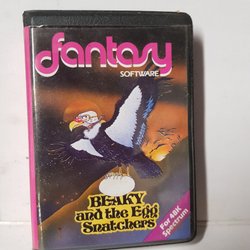 fantasy
SOFTWARE
BEAKY
and the Egg
Snatchers
For 48K
Spectrum